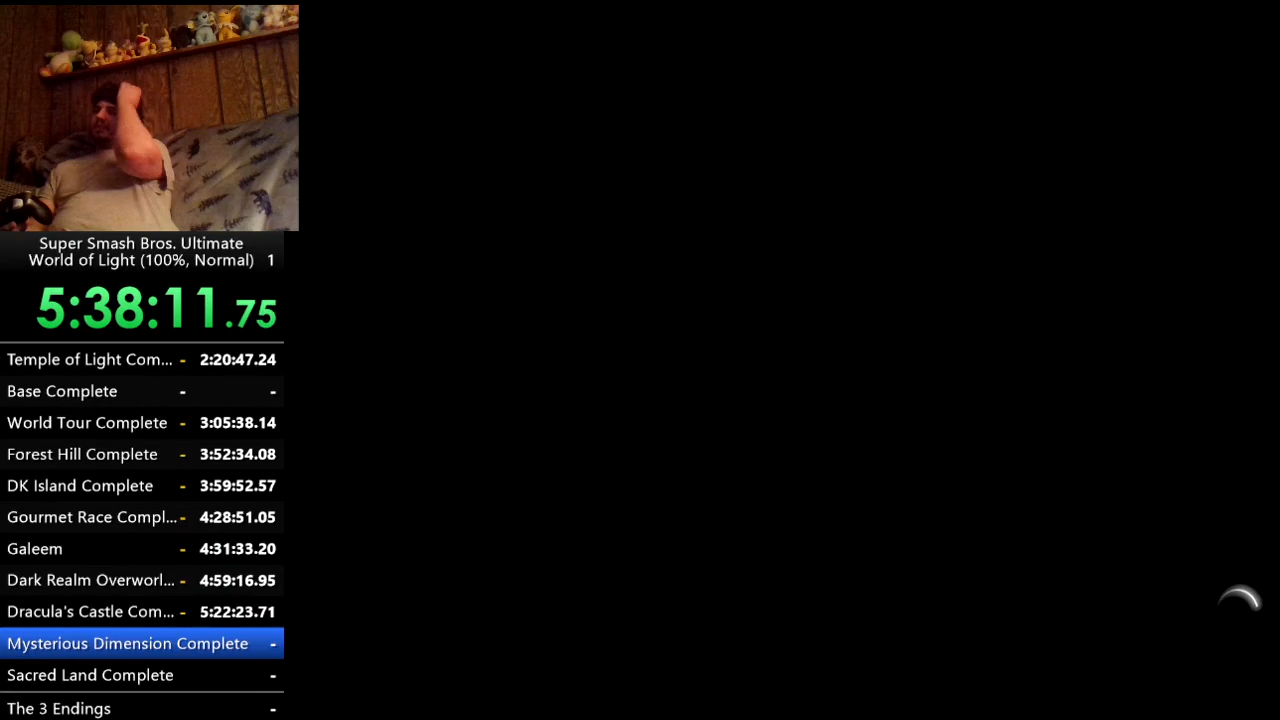 Super Smash Bros. Ultimate
World of Light (100%, Normal) 1
5:38:11.75
Temple of Light Com... - 2:20:47.24
Base Complete - -
World Tour Complete - 3:05:38.14
Forest Hill Complete - 3:52:34.08
DK Island Complete - 3:59:52.57
Gourmet Race Compl... - 4:28:51.05
Galeem - 4:31:33.20
Dark Realm Overworl... - 4:59:16.95
Dracula's Castle Com... - 5:22:23.71
Mysterious Dimension Complete -
Sacred Land Complete -
The 3 Endings -